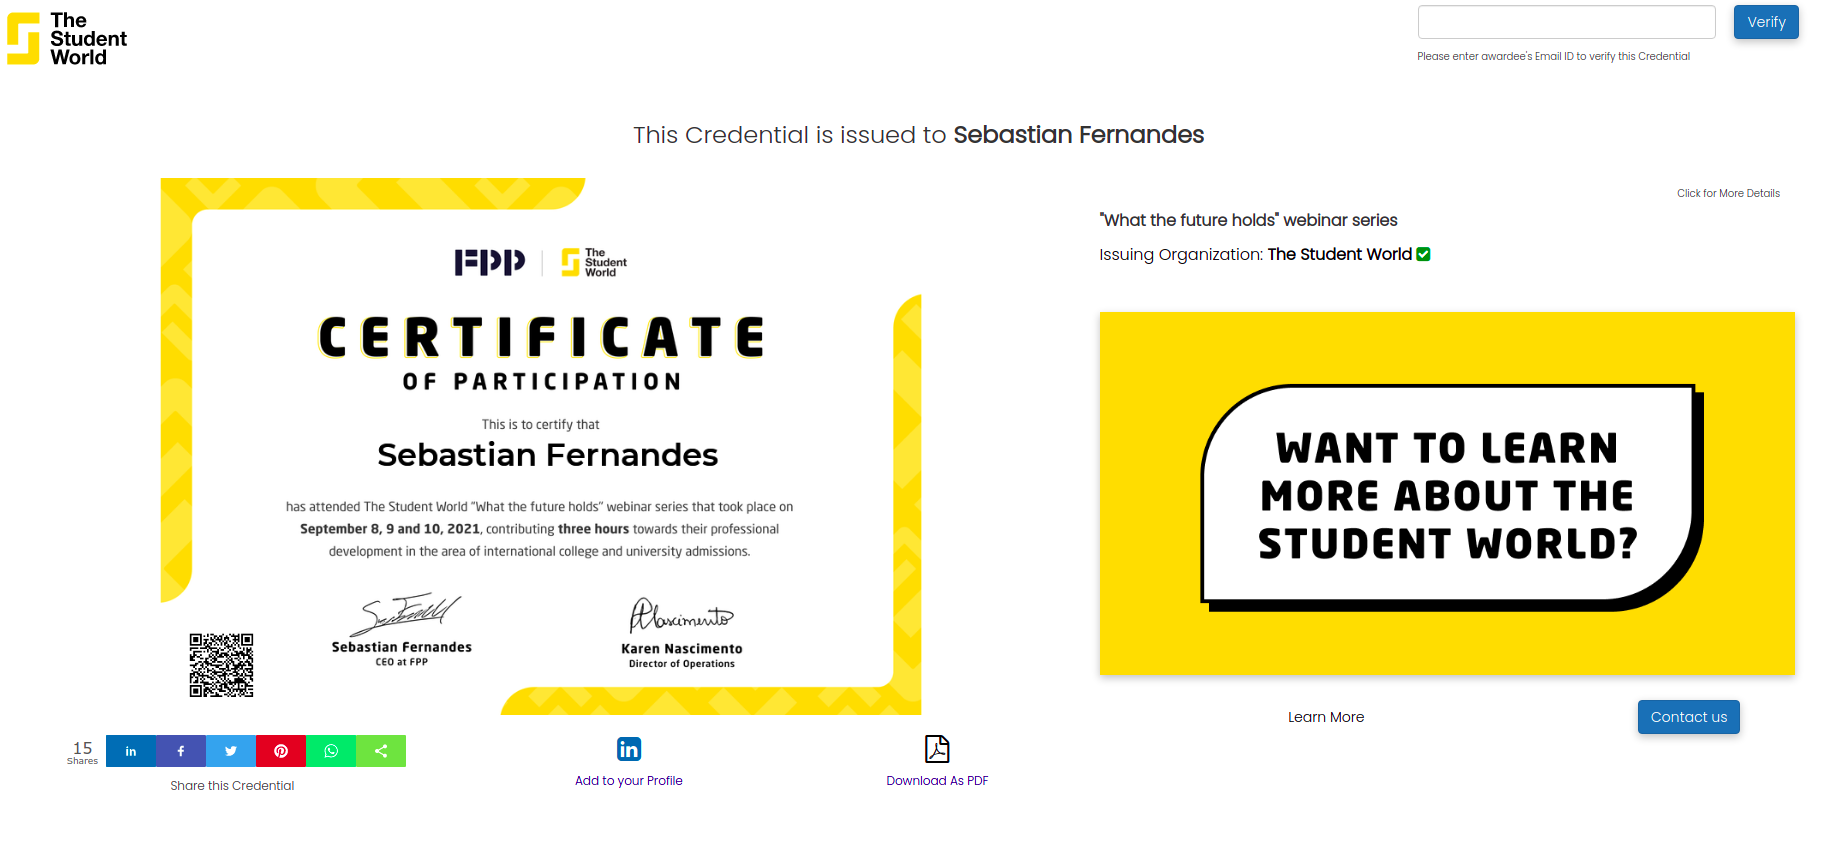 The
Student
World
Verify
Please enter awardee's Email ID to verify this Credential
This Credential is issued to Sebastian Fernandes
FPP
The
Student
World
CERTIFICATE
OF PARTICIPATION
This is to certify that
Sebastian Fernandes
has attended The Student World "What the future holds" webinar series that took place on
September 8, 9 and 10, 2021, contributing three hours towards their professional
development in the area of international college and university admissions.
Sebastian Fernandes
CEO at FPP
Karen Nascimento
Director of Operations
15
Shares
Share this Credential
Add to your Profile
Download As PDF
Click for More Details
"What the future holds" webinar series
Issuing Organization: The Student World
WANT TO LEARN
MORE ABOUT THE
STUDENT WORLD?
Learn More
Contact us